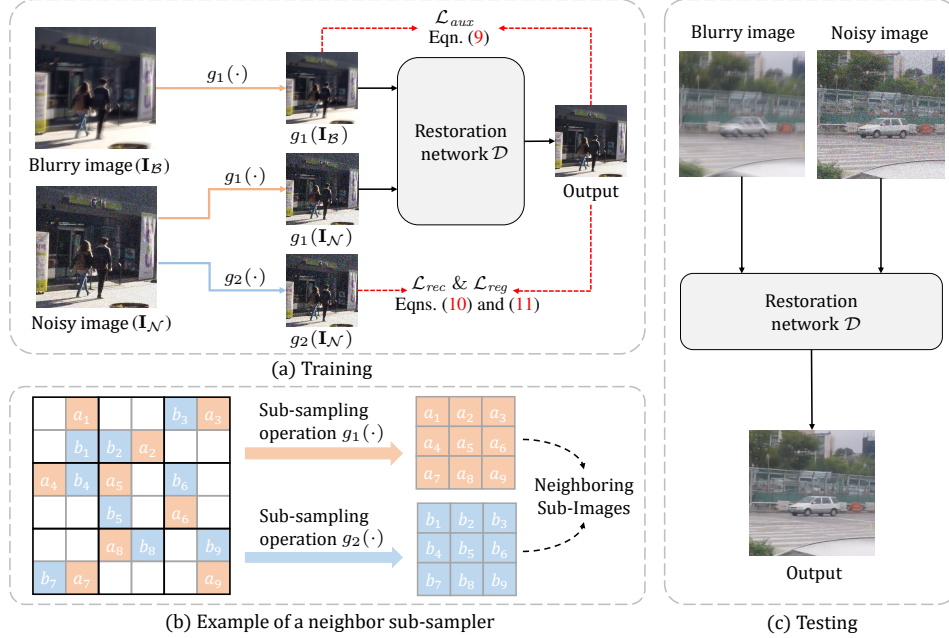 Blurry image (I_B)
Noisy image (I_N)
g₁(·)
g₁(·)
g₂(·)
g₁(I_B)
g₁(I_N)
g₂(I_N)
L_aux
Eqn. (9)
Restoration
network D
Output
L_rec & L_reg
Eqns. (10) and (11)
(a) Training
a₁ b₃ a₃
b₁ b₂ a₂
a₄ b₄ a₅ b₆
b₅ a₆
a₈ b₈ b₉
b₇ a₇ a₉
Sub-sampling
operation g₁(·)
Sub-sampling
operation g₂(·)
a₁ a₂ a₃
a₄ a₅ a₆
a₇ a₈ a₉
b₁ b₂ b₃
b₄ b₅ b₆
b₇ b₈ b₉
Neighboring
Sub-Images
(b) Example of a neighbor sub-sampler
Blurry image
Noisy image
Restoration
network D
Output
(c) Testing